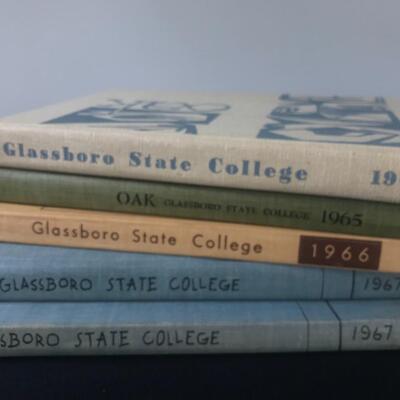 Glassboro State College 19
OAK GLASSBORO STATE COLLEGE 1965
Glassboro State College 1966
GLASSBORO STATE COLLEGE 1967
SBORO STATE COLLEGE 1967